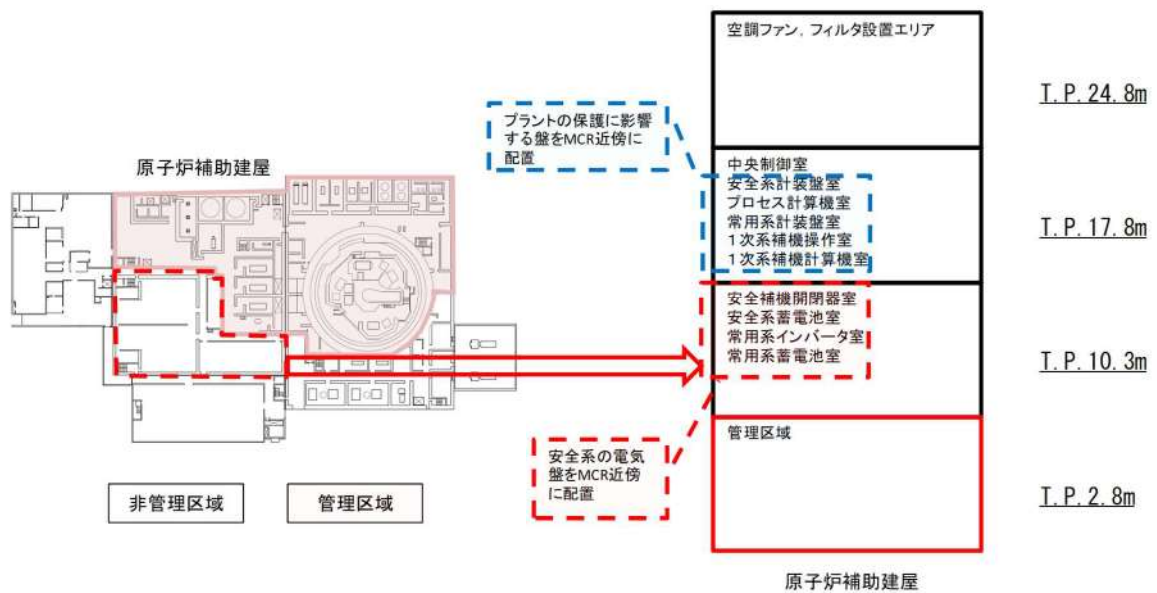 空調ファン, フィルタ設置エリア
T.P.24.8m
プラントの保護に影響
する盤をMCR近傍に
配置
原子炉補助建屋
中央制御室
安全系計装盤室
プロセス計算機室
常用系計装盤室
1次系補機操作室
1次系補機計算機室
T.P.17.8m
安全補機開閉器室
安全系蓄電池室
常用系インバータ室
常用系蓄電池室
T.P.10.3m
安全系の電気
盤をMCR近傍
に配置
管理区域
T.P.2.8m
非管理区域
管理区域
原子炉補助建屋